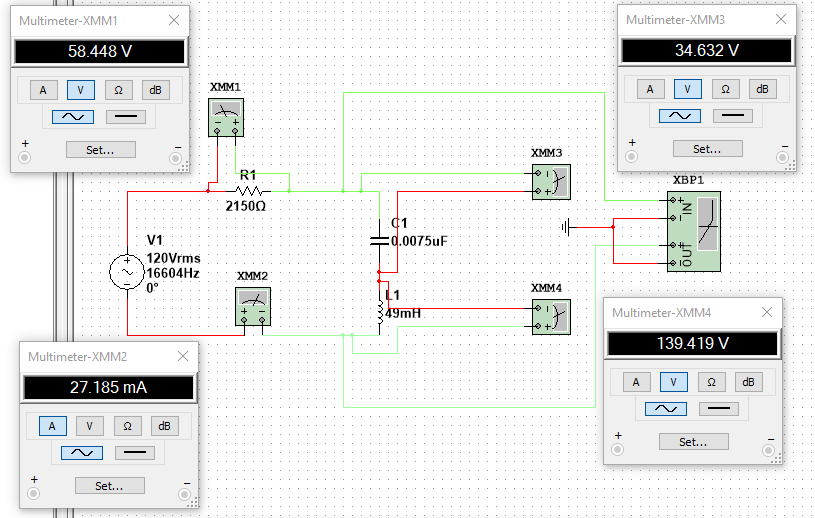 Multimeter-XMM1
58.448 V
A V Ω dB
+ −
Set...
Multimeter-XMM3
34.632 V
A V Ω dB
+ −
Set...
XMM1
− +
R1
2150Ω
XMM3
− +
XBP1
+ − IN
+ − OUT
C1
0.0075uF
V1
120Vrms
16604Hz
0°
+ −
XMM2
+ −
L1
49mH
XMM4
− +
Multimeter-XMM2
27.185 mA
A V Ω dB
+ −
Set...
Multimeter-XMM4
139.419 V
A V Ω dB
+ −
Set...